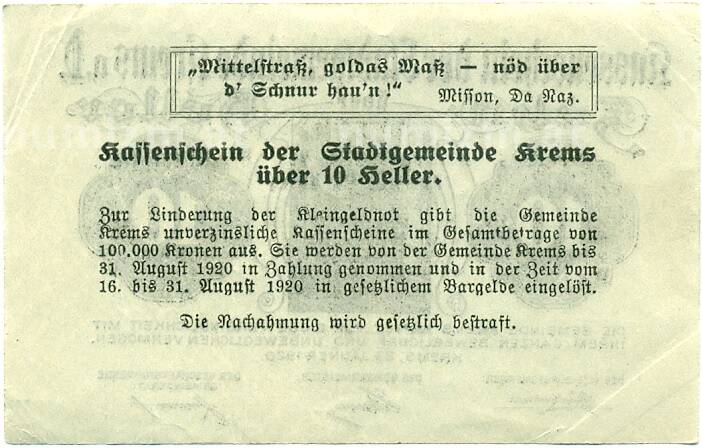 „Mittelstraß, goldas Maß — nöd über
d' Schnur hau'n!" Misson, Da Naz.
Kassenschein der Stadtgemeinde Krems
über 10 Heller.
Zur Linderung der Kleingeldnot gibt die Gemeinde
Krems unverzinsliche Kassenscheine im Gesamtbetrage von
100.000 Kronen aus. Sie werden von der Gemeinde Krems bis
31. August 1920 in Zahlung genommen und in der Zeit vom
16. bis 31. August 1920 in gesetzlichem Bargelde eingelöst.
Die Nachahmung wird gesetzlich bestraft.